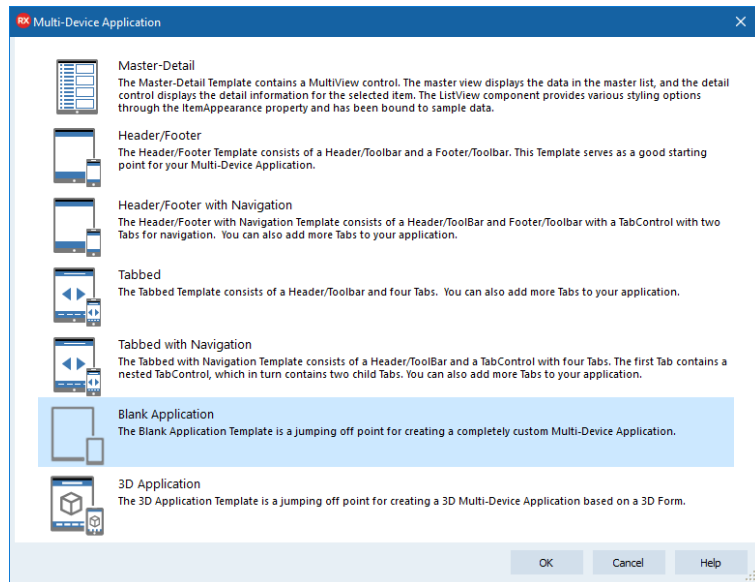 RX Multi-Device Application
Master-Detail
The Master-Detail Template contains a MultiView control. The master view displays the data in the master list, and the detail
control displays the detail information for the selected item. The ListView component provides various styling options
through the ItemAppearance property and has been bound to sample data.
Header/Footer
The Header/Footer Template consists of a Header/Toolbar and a Footer/Toolbar. This Template serves as a good starting
point for your Multi-Device Application.
Header/Footer with Navigation
The Header/Footer with Navigation Template consists of a Header/ToolBar and Footer/Toolbar with a TabControl with two
Tabs for navigation. You can also add more Tabs to your application.
Tabbed
The Tabbed Template consists of a Header/Toolbar and four Tabs. You can also add more Tabs to your application.
Tabbed with Navigation
The Tabbed with Navigation Template consists of a Header/ToolBar and a TabControl with four Tabs. The first Tab contains a
nested TabControl, which in turn contains two child Tabs. You can also add more Tabs to your application.
Blank Application
The Blank Application Template is a jumping off point for creating a completely custom Multi-Device Application.
3D Application
The 3D Application Template is a jumping off point for creating a 3D Multi-Device Application based on a 3D Form.
OK Cancel Help